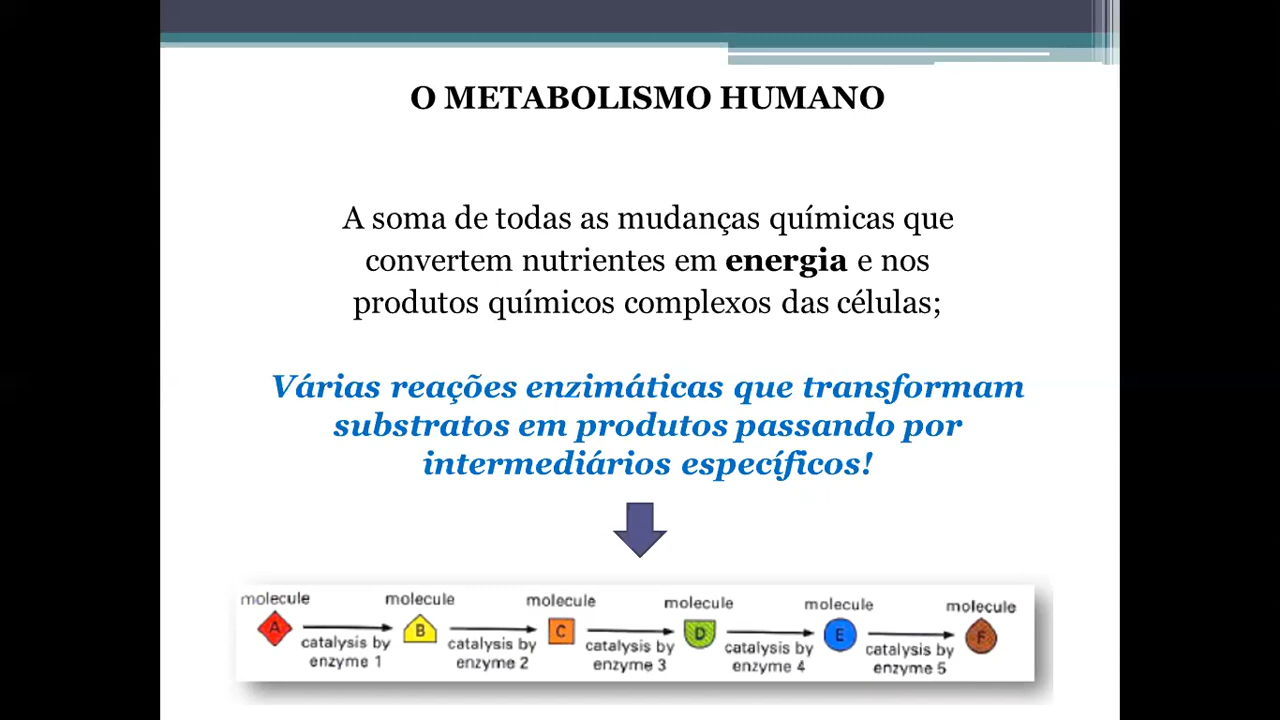 O METABOLISMO HUMANO
A soma de todas as mudanças químicas que
convertem nutrientes em energia e nos
produtos químicos complexos das células;
Várias reações enzimáticas que transformam
substratos em produtos passando por
intermediários específicos!
molecule molecule molecule molecule molecule molecule
A B C D E F
catalysis by catalysis by catalysis by catalysis by catalysis by
enzyme 1 enzyme 2 enzyme 3 enzyme 4 enzyme 5